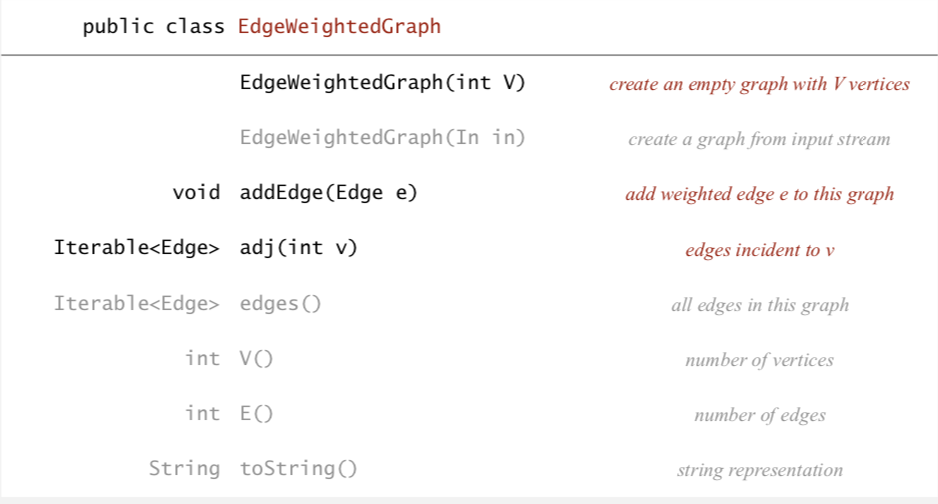 public class EdgeWeightedGraph
EdgeWeightedGraph(int V) create an empty graph with V vertices
EdgeWeightedGraph(In in) create a graph from input stream
void addEdge(Edge e) add weighted edge e to this graph
Iterable<Edge> adj(int v) edges incident to v
Iterable<Edge> edges() all edges in this graph
int V() number of vertices
int E() number of edges
String toString() string representation